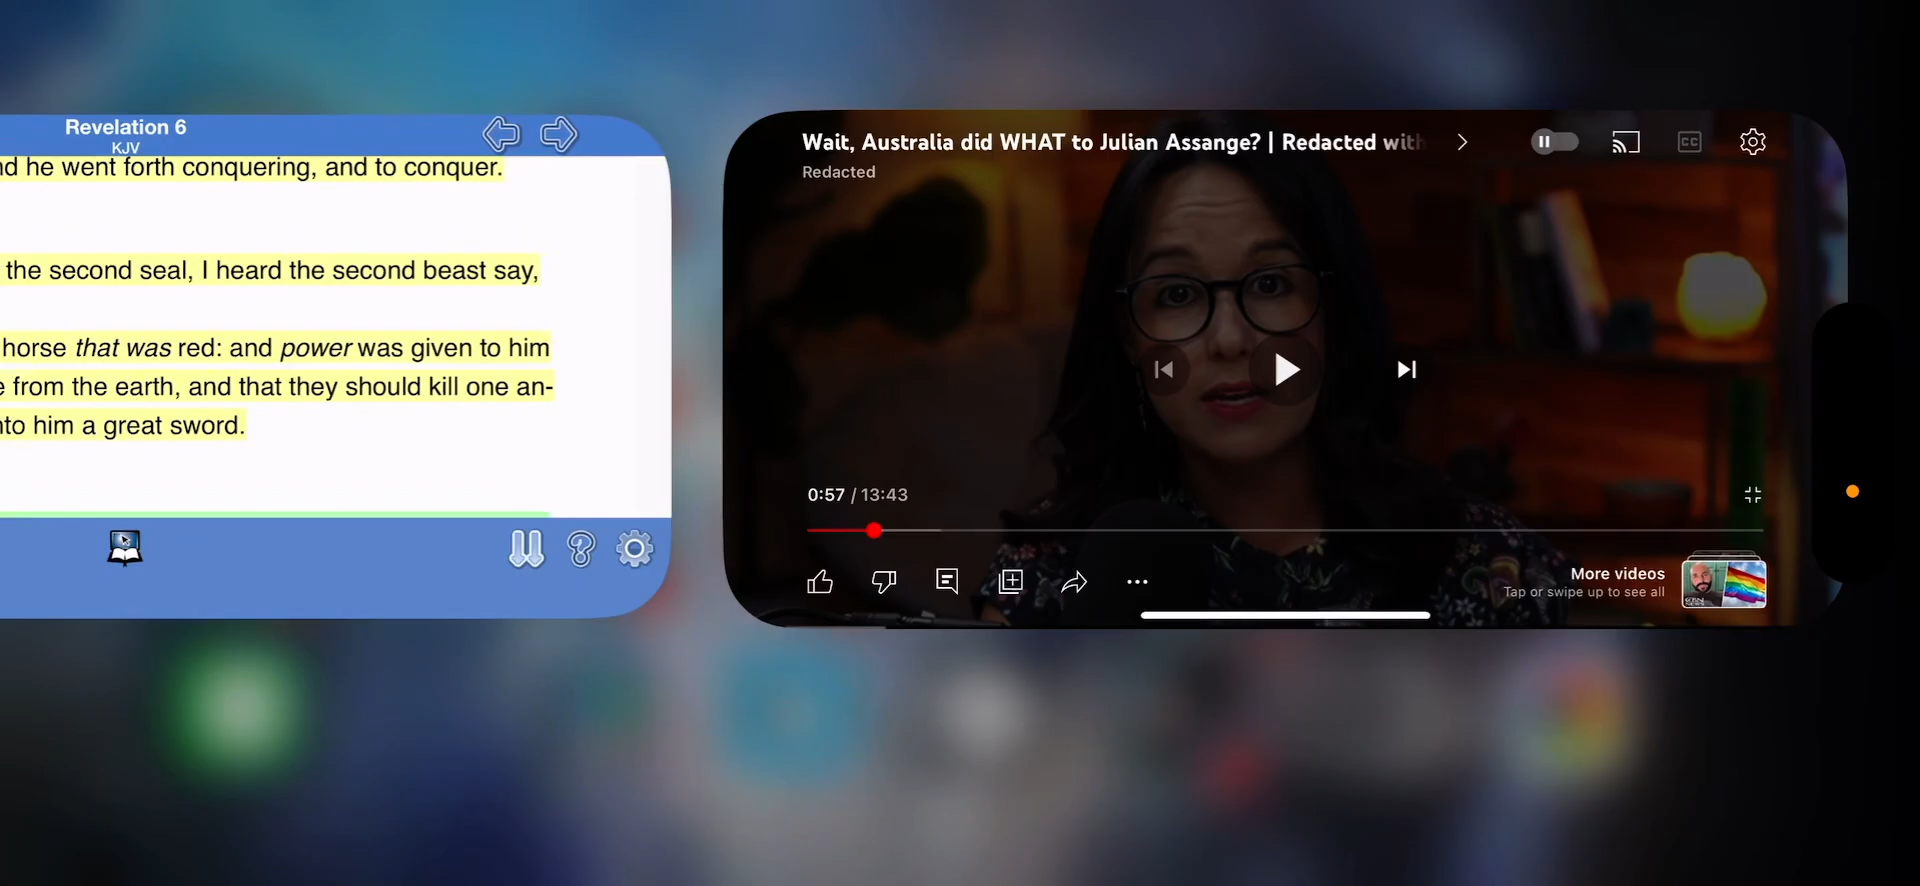 Revelation 6
KJV
nd he went forth conquering, and to conquer.
the second seal, I heard the second beast say,
horse that was red: and power was given to him
e from the earth, and that they should kill one an-
nto him a great sword.
Wait, Australia did WHAT to Julian Assange? | Redacted with
Redacted
CC
0:57 / 13:43
More videos
Tap or swipe up to see all